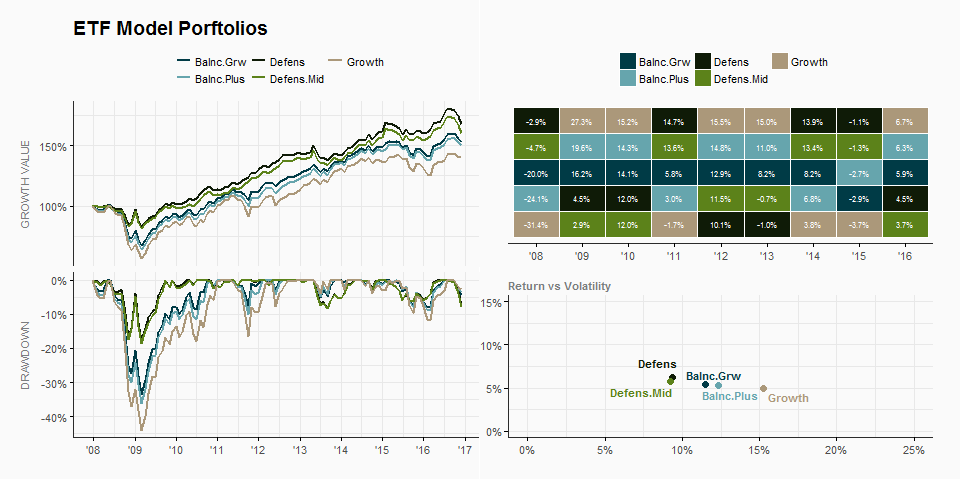 ETF Model Porftolios
Balnc.Grw Defens Growth
Balnc.Plus Defens.Mid
GROWTH VALUE
150%
100%
DRAWDOWN
0%
-10%
-20%
-30%
-40%
'08 '09 '10 '11 '12 '13 '14 '15 '16 '17
Balnc.Grw Defens Growth
Balnc.Plus Defens.Mid
-2.9% 27.3% 15.2% 14.7% 15.5% 15.0% 13.9% -1.1% 6.7%
-4.7% 19.6% 14.3% 13.6% 14.8% 11.0% 13.4% -1.3% 6.3%
-20.0% 16.2% 14.1% 5.8% 12.9% 8.2% 8.2% -2.7% 5.9%
-24.1% 4.5% 12.0% 3.0% 11.5% -0.7% 6.8% -2.9% 4.5%
-31.4% 2.9% 12.0% -1.7% 10.1% -1.0% 3.8% -3.7% 3.7%
'08 '09 '10 '11 '12 '13 '14 '15 '16
Return vs Volatility
15%
10%
5%
0%
Defens
Balnc.Grw
Defens.Mid
Balnc.Plus
Growth
0% 5% 10% 15% 20% 25%